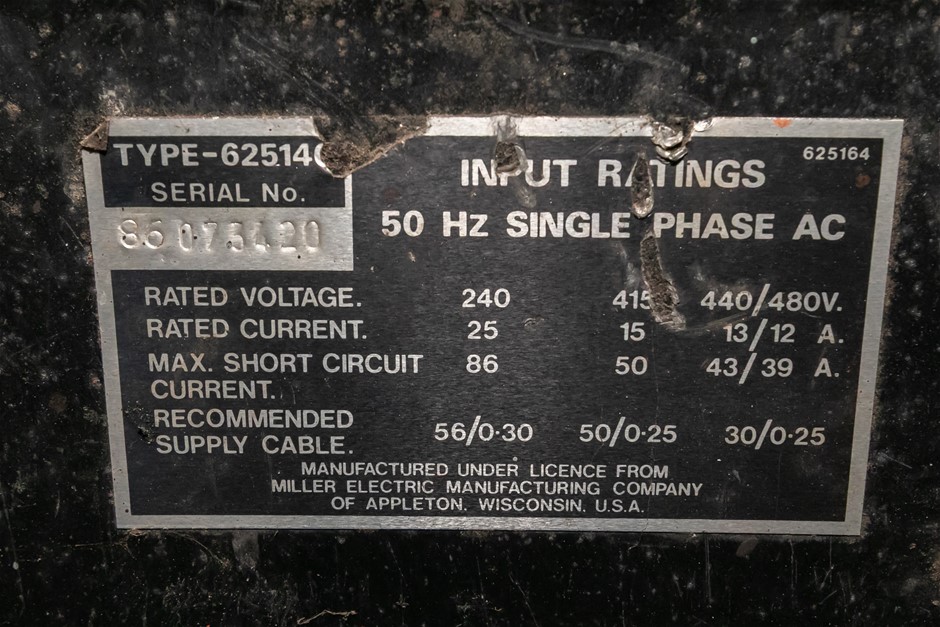 TYPE-625140
SERIAL No.
INPUT RATINGS
625164
50 Hz SINGLE PHASE AC
RATED VOLTAGE. 240 415 440/480V.
RATED CURRENT. 25 15 13/12 A.
MAX. SHORT CIRCUIT 86 50 43/39 A.
CURRENT.
RECOMMENDED
SUPPLY CABLE. 56/0·30 50/0·25 30/0·25
MANUFACTURED UNDER LICENCE FROM
MILLER ELECTRIC MANUFACTURING COMPANY
OF APPLETON, WISCONSIN, U.S.A.